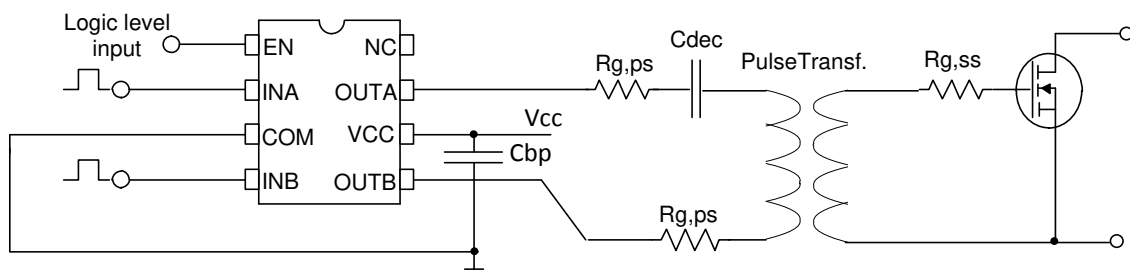 Logic level
input
EN
NC
Cdec
Rg,ps
PulseTransf.
Rg,ss
INA
OUTA
COM
VCC
Vcc
Cbp
INB
OUTB
Rg,ps